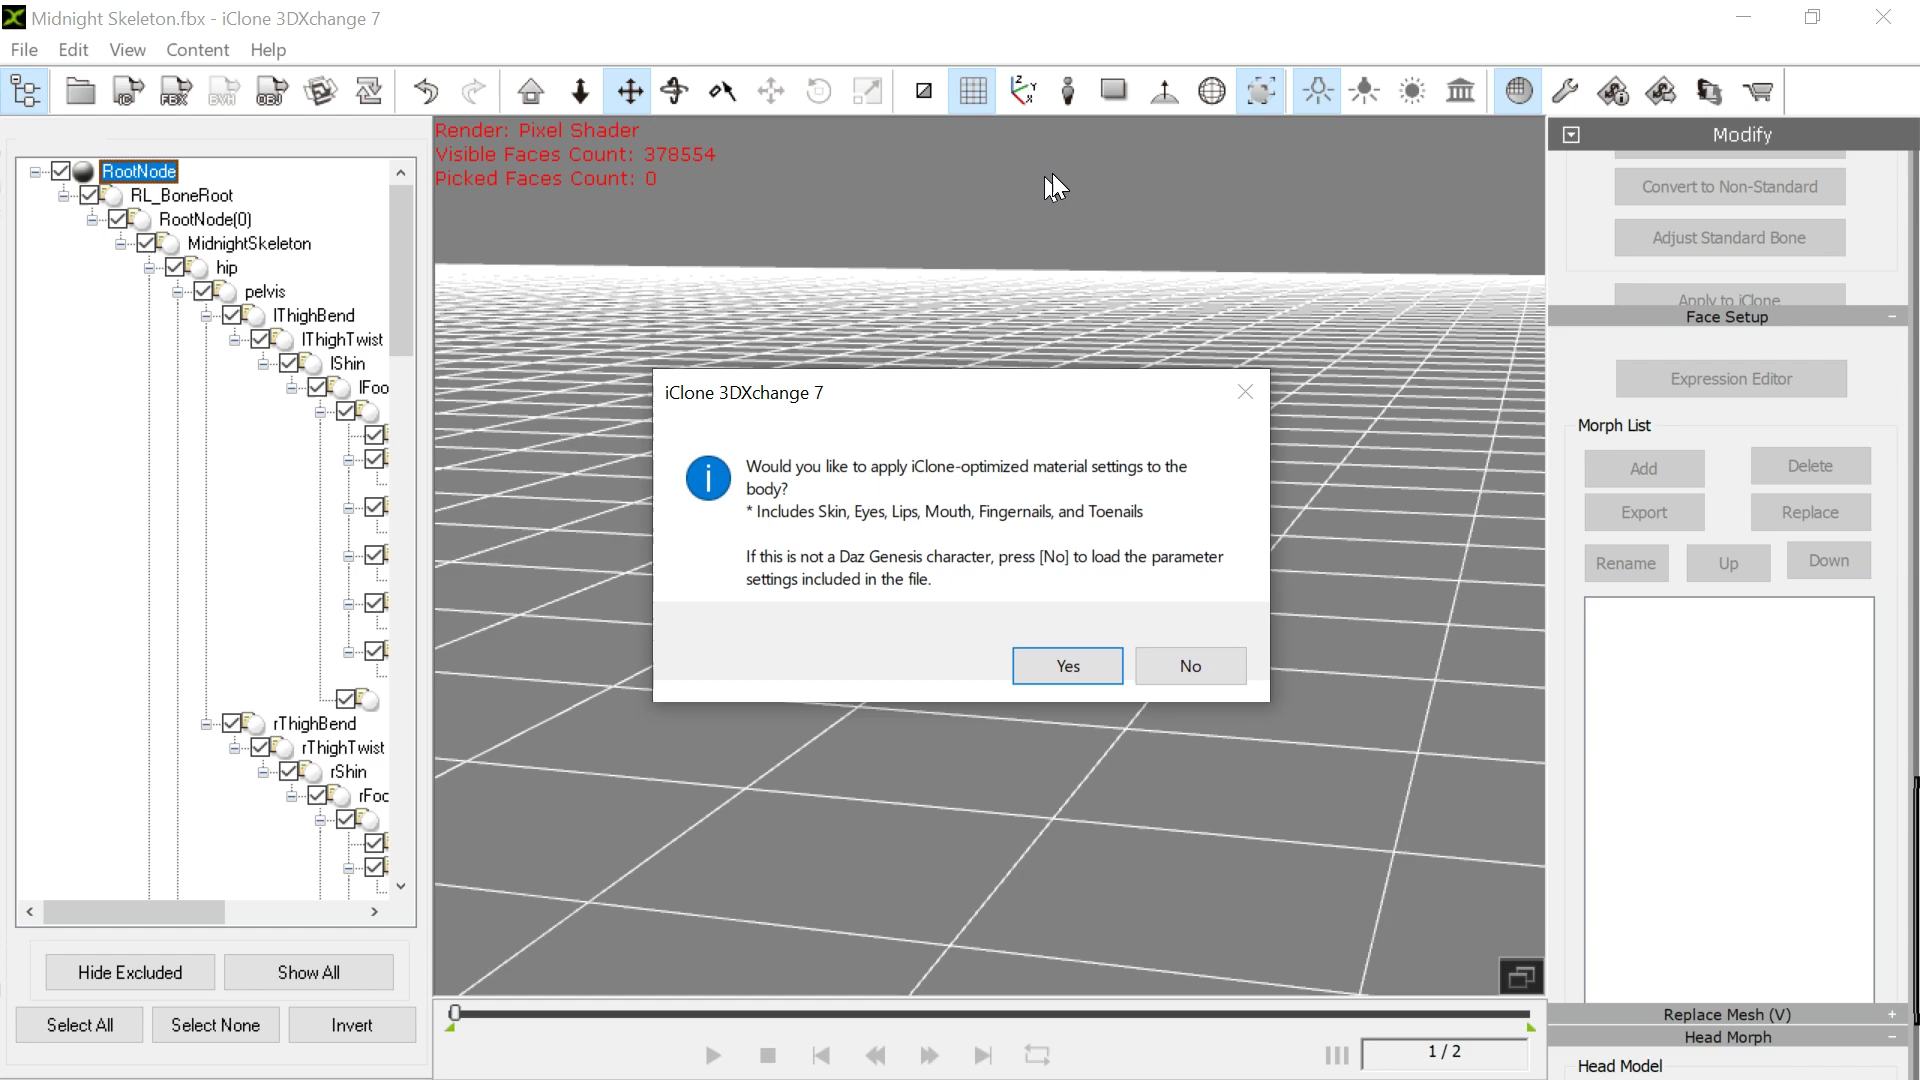 Midnight Skeleton.fbx - iClone 3DXchange 7
File Edit View Content Help
FBX BVH OBJ
Render: Pixel Shader
Visible Faces Count: 378554
Picked Faces Count: 0
RootNode
RL_BoneRoot
RootNode(0)
MidnightSkeleton
hip
pelvis
lThighBend
lThighTwist
lShin
lFoo
rThighBend
rThighTwist
rShin
rFoo
Hide Excluded Show All
Select All Select None Invert
iClone 3DXchange 7
Would you like to apply iClone-optimized material settings to the
body?
* Includes Skin, Eyes, Lips, Mouth, Fingernails, and Toenails
If this is not a Daz Genesis character, press [No] to load the parameter
settings included in the file.
Yes No
1 / 2
Modify
Convert to Non-Standard
Adjust Standard Bone
Apply to iClone
Face Setup
Expression Editor
Morph List
Add Delete
Export Replace
Rename Up Down
Replace Mesh (V)
Head Morph
Head Model